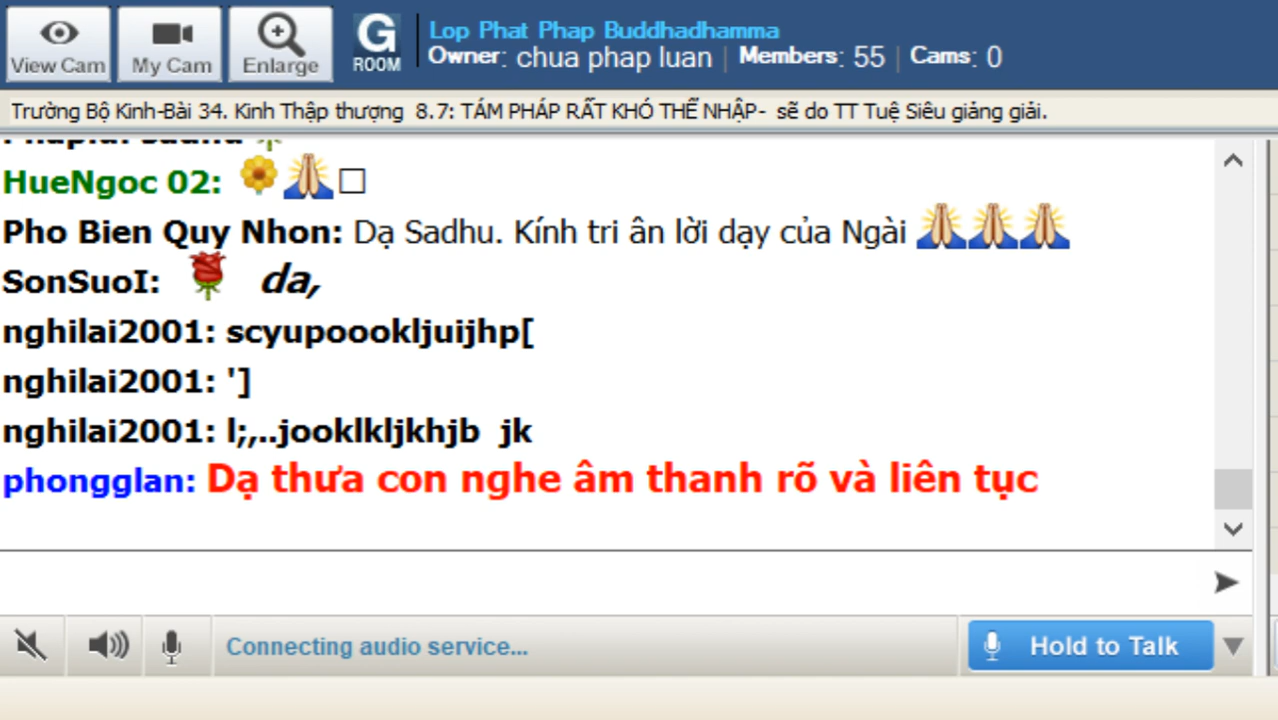 Lop Phat Phap Buddhadhamma
View Cam My Cam Enlarge G ROOM Owner: chua phap luan | Members: 55 | Cams: 0
Trường Bộ Kinh-Bài 34. Kinh Thập thượng 8.7: TÁM PHÁP RẤT KHÓ THỂ NHẬP- sẽ do TT Tuệ Siêu giảng giải.
HueNgoc 02:
Pho Bien Quy Nhon: Dạ Sadhu. Kính tri ân lời dạy của Ngài
SonSuoI: da,
nghilai2001: scyupoookljuijhp[
nghilai2001: ']
nghilai2001: l;,..jooklkljkhjb jk
phongglan: Dạ thưa con nghe âm thanh rõ và liên tục
Connecting audio service... Hold to Talk